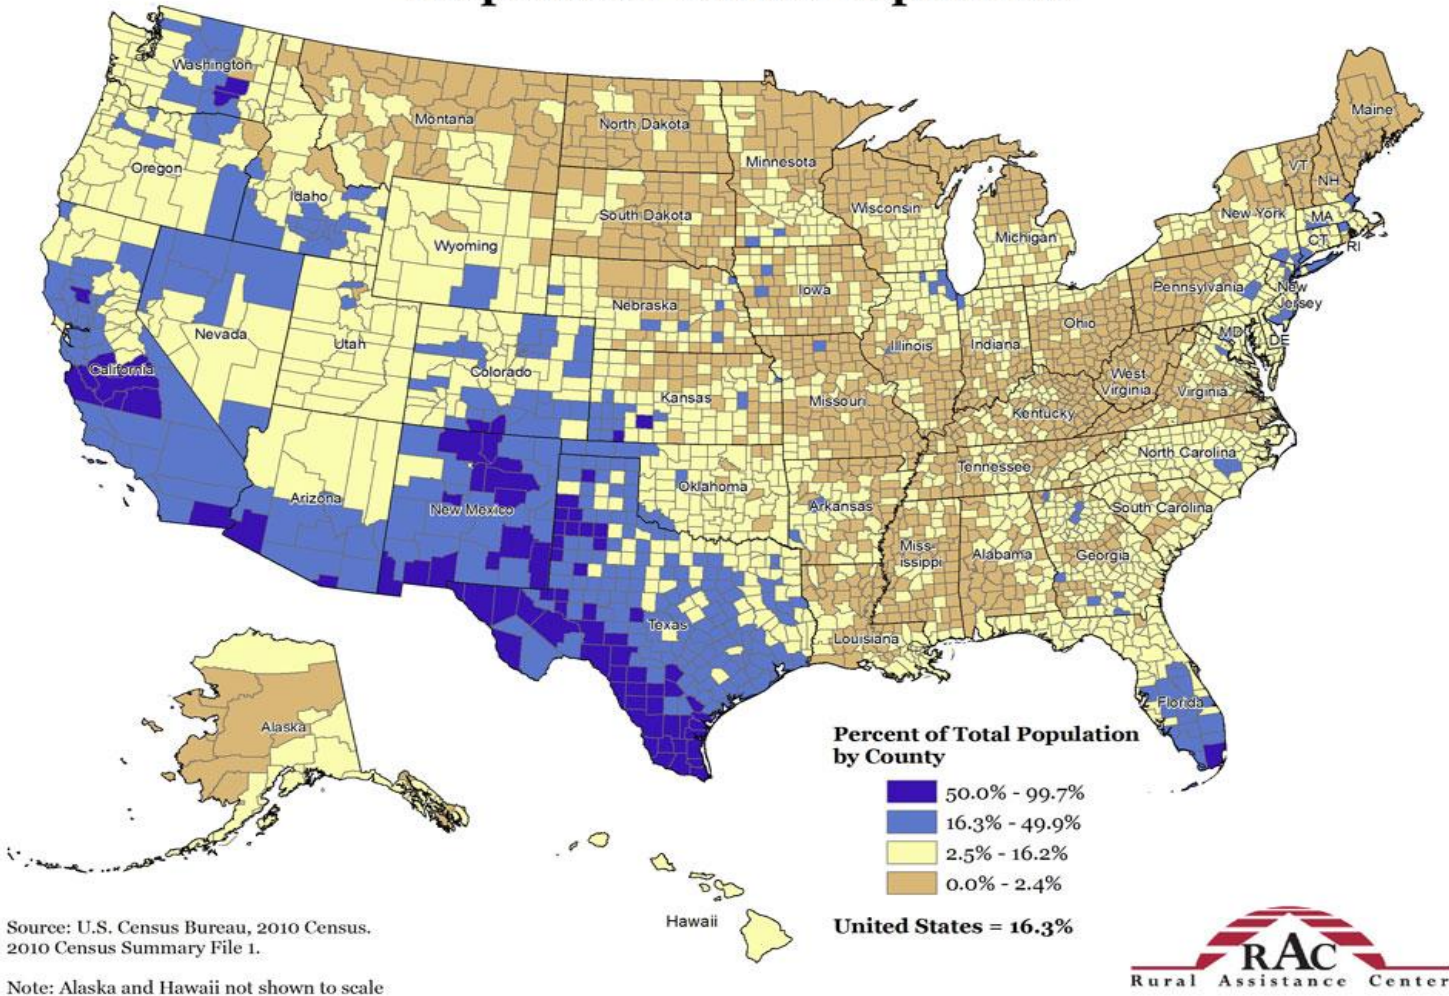 Washington
Montana
North Dakota
Minnesota
Maine
VT
NH
Oregon
Idaho
South Dakota
Wisconsin
Michigan
New York
MA
CT
RI
Wyoming
Nebraska
Iowa
Pennsylvania
New
Jersey
Nevada
Utah
Colorado
Kansas
Missouri
Illinois
Indiana
Ohio
MD
DE
West
Virginia
Virginia
California
Kentucky
Arizona
New Mexico
Oklahoma
Arkansas
Tennessee
North Carolina
South Carolina
Miss-
issippi
Alabama
Georgia
Texas
Louisiana
Florida
Alaska
Hawaii
Percent of Total Population
by County
50.0% - 99.7%
16.3% - 49.9%
2.5% - 16.2%
0.0% - 2.4%
United States = 16.3%
Source: U.S. Census Bureau, 2010 Census.
2010 Census Summary File 1.
Note: Alaska and Hawaii not shown to scale
RAC
Rural Assistance Center